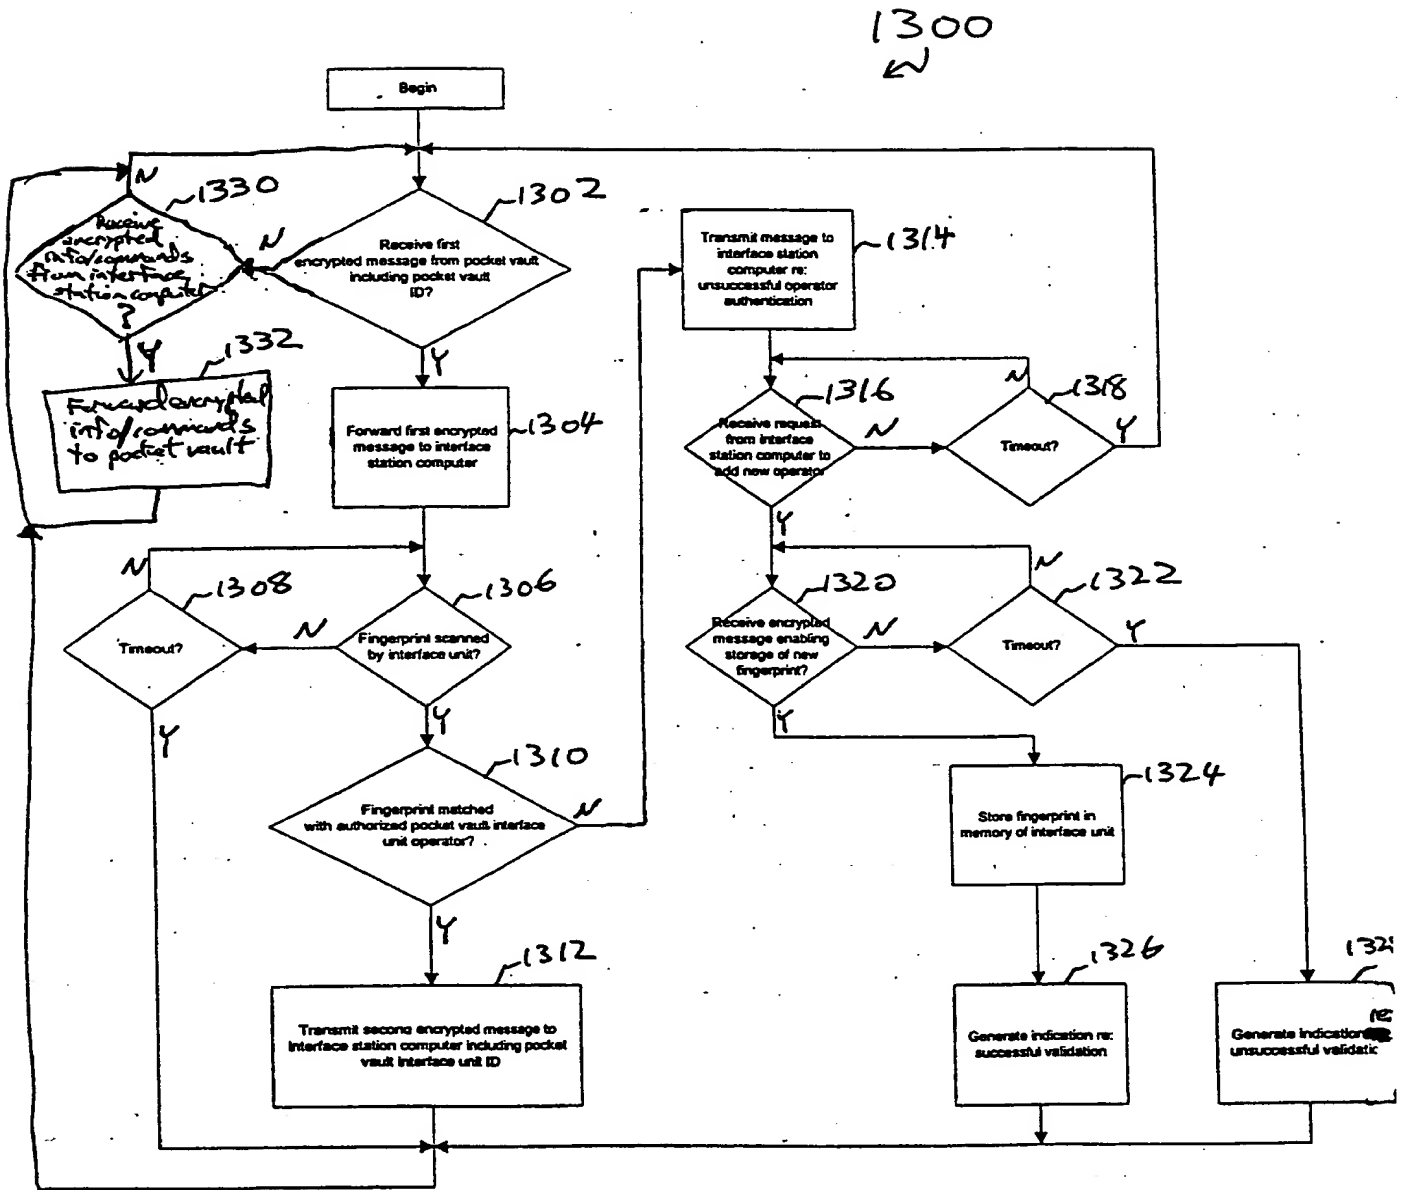 1300
Begin
N
1330
1302
N
Receive
encrypted
info/commands
from interface
station computer
?
Receive first
encrypted message from pocket vault
including pocket vault
ID?
Transmit message to
interface station
computer re:
unsuccessful operator
authentication
1314
Y
1332
Y
Forward encrypted
info/commands
to pocket vault
Forward first encrypted
message to interface
station computer
1304
1316
N
1318
Receive request
from interface
station computer to
add new operator
N
Timeout?
Y
Y
N
1308
1306
1320
N
1322
Timeout?
N
Fingerprint scanned
by interface unit?
Receive encrypted
message enabling
storage of new
fingerprint?
N
Timeout?
Y
Y
Y
Y
1310
Fingerprint matched
with authorized pocket vault interface
unit operator?
N
1324
Store fingerprint in
memory of interface unit
Y
1312
1326
132
Transmit second encrypted message to
interface station computer including pocket
vault interface unit ID
Generate indication re:
successful validation
re:
Generate indication
unsuccessful validatic